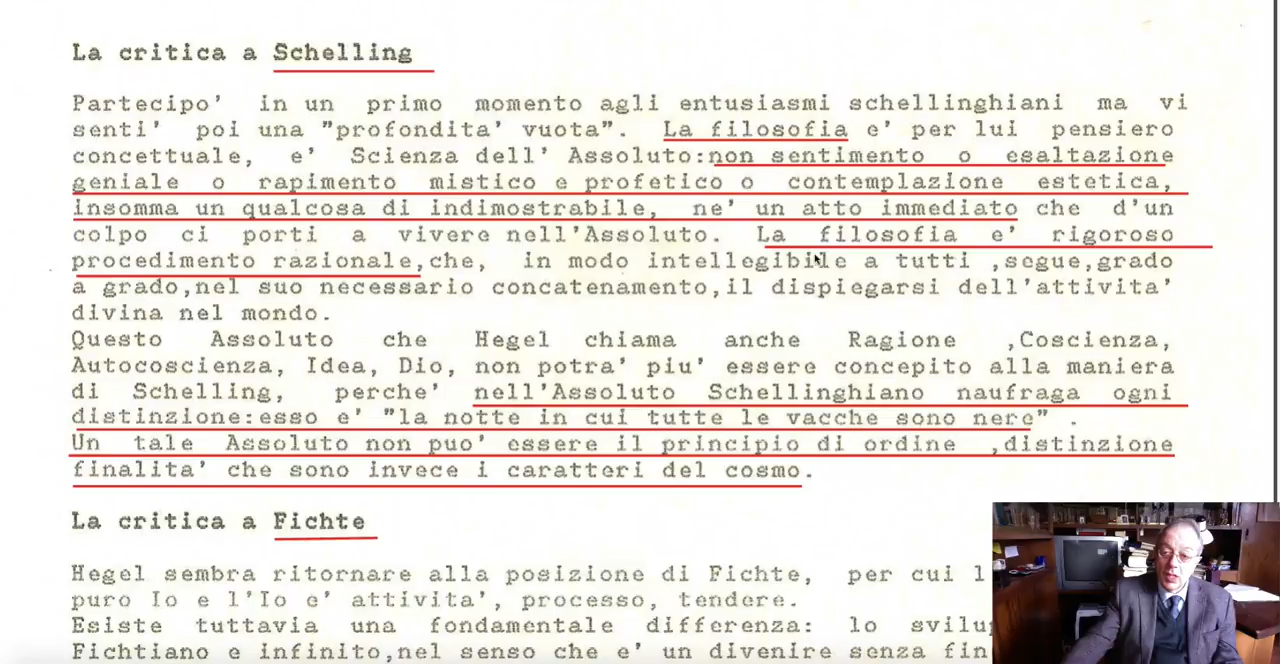 La critica a Schelling
Partecipo' in un primo momento agli entusiasmi schellinghiani ma vi
senti' poi una "profondita' vuota". La filosofia e' per lui pensiero
concettuale, e' Scienza dell' Assoluto:non sentimento o esaltazione
geniale o rapimento mistico e profetico o contemplazione estetica,
insomma un qualcosa di indimostrabile, ne' un atto immediato che d'un
colpo ci porti a vivere nell'Assoluto. La filosofia e' rigoroso
procedimento razionale,che, in modo intellegibile a tutti ,segue,grado
a grado,nel suo necessario concatenamento,il dispiegarsi dell'attivita'
divina nel mondo.
Questo Assoluto che Hegel chiama anche Ragione ,Coscienza,
Autocoscienza, Idea, Dio, non potra' piu' essere concepito alla maniera
di Schelling, perche' nell'Assoluto Schellinghiano naufraga ogni
distinzione:esso e' "la notte in cui tutte le vacche sono nere" .
Un tale Assoluto non puo' essere il principio di ordine ,distinzione
finalita' che sono invece i caratteri del cosmo.
La critica a Fichte
Hegel sembra ritornare alla posizione di Fichte, per cui l
puro Io e l'Io e' attivita', processo, tendere.
Esiste tuttavia una fondamentale differenza: lo svilu
Fichtiano e infinito,nel senso che e' un divenire senza fin